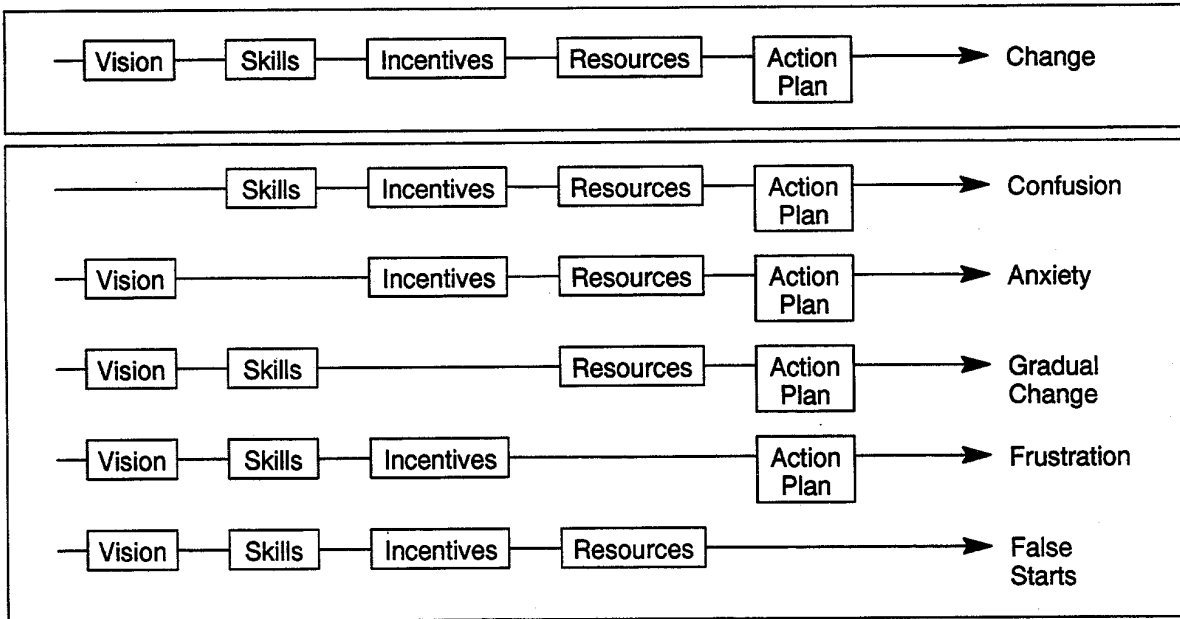 Vision Skills Incentives Resources Action Change
Plan
Skills Incentives Resources Action Confusion
Plan
Vision Incentives Resources Action Anxiety
Plan
Vision Skills Resources Action Gradual
Plan Change
Vision Skills Incentives Action Frustration
Plan
Vision Skills Incentives Resources False
Starts